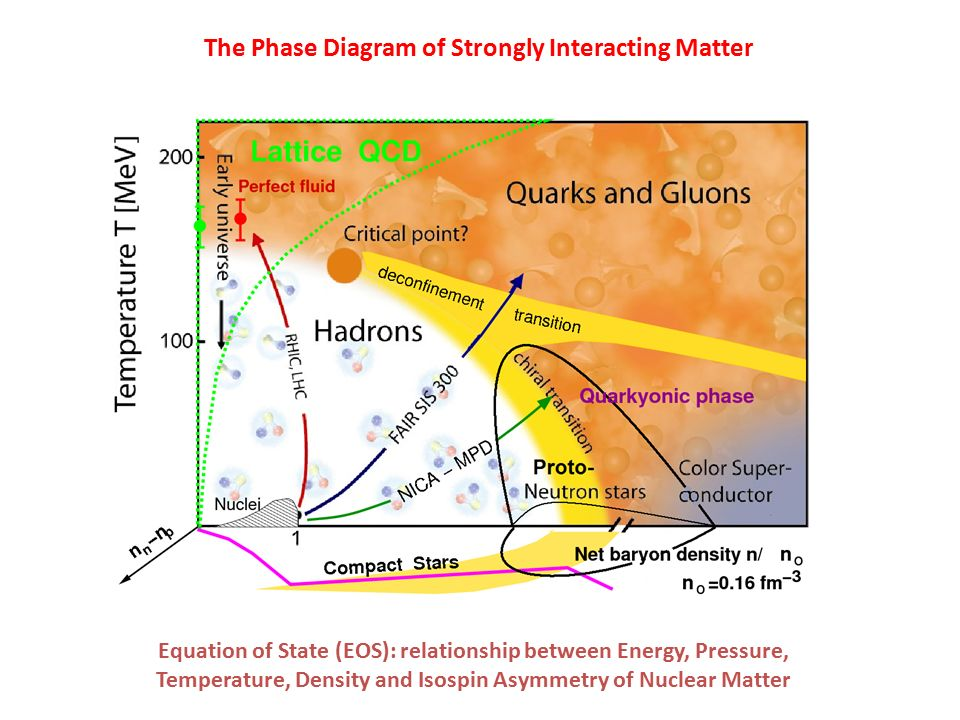 The Phase Diagram of Strongly Interacting Matter
Temperature T [MeV]
200
100
Early universe
Lattice QCD
Perfect fluid
Quarks and Gluons
Critical point?
deconfinement transition
Hadrons
RHIC, LHC
FAIR SIS 300
chiral transition
Quarkyonic phase
NICA – MPD
Proto-
Neutron stars
Color Super-
conductor
Nuclei
1
nn–np
Compact Stars
Net baryon density n/ no
no =0.16 fm–3
Equation of State (EOS): relationship between Energy, Pressure,
Temperature, Density and Isospin Asymmetry of Nuclear Matter